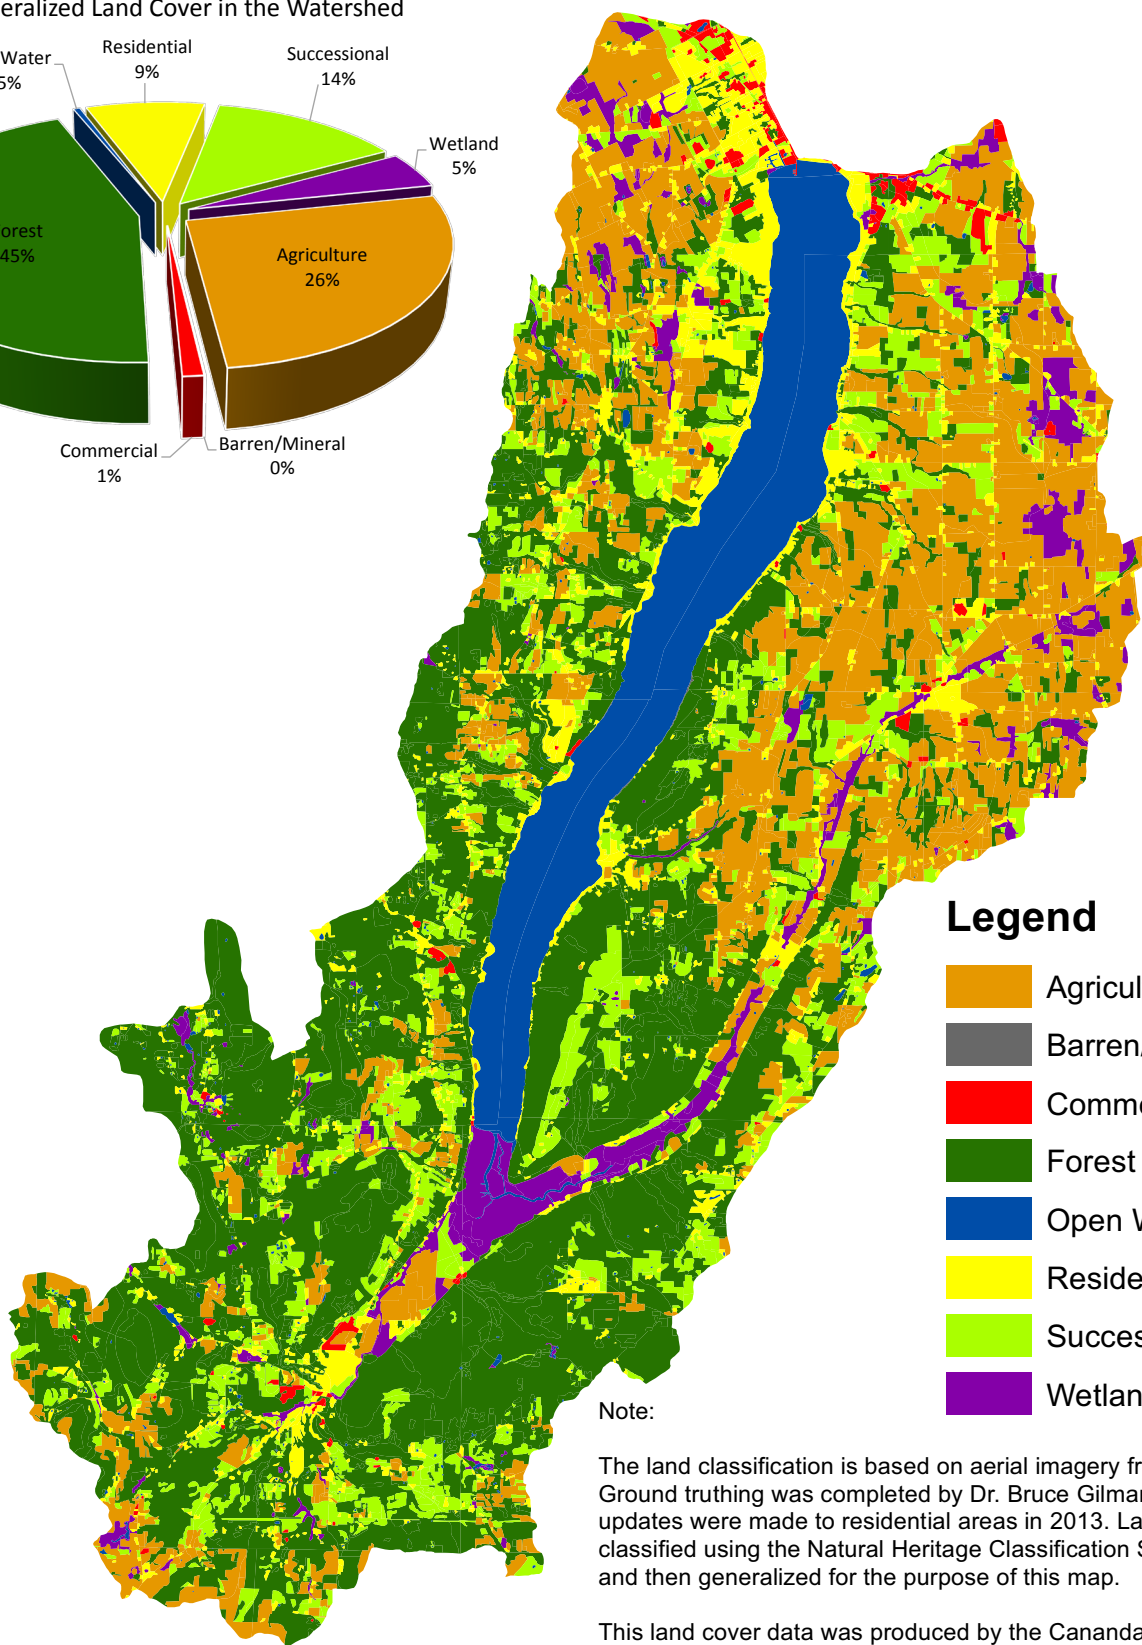 eralized Land Cover in the Watershed
Water
5%
Residential
9%
Successional
14%
Wetland
5%
orest
45%
Agriculture
26%
Commercial
1%
Barren/Mineral
0%
Legend
Agricul
Barren/
Comme
Forest
Open W
Reside
Succes
Wetlan
Note:
The land classification is based on aerial imagery fr
Ground truthing was completed by Dr. Bruce Gilmar
updates were made to residential areas in 2013. La
classified using the Natural Heritage Classification S
and then generalized for the purpose of this map.
This land cover data was produced by the Cananda